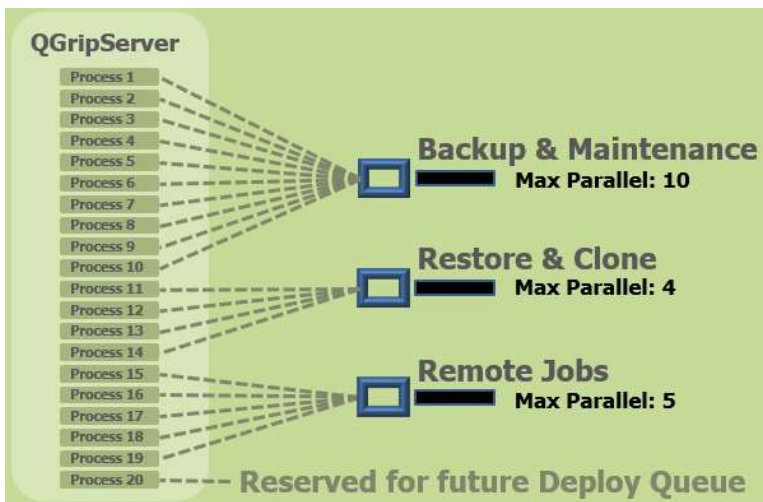 QGripServer
Process 1
Process 2
Process 3
Process 4
Process 5
Process 6
Process 7
Process 8
Process 9
Process 10
Process 11
Process 12
Process 13
Process 14
Process 15
Process 16
Process 17
Process 18
Process 19
Process 20
Backup & Maintenance
Max Parallel: 10
Restore & Clone
Max Parallel: 4
Remote Jobs
Max Parallel: 5
Reserved for future Deploy Queue